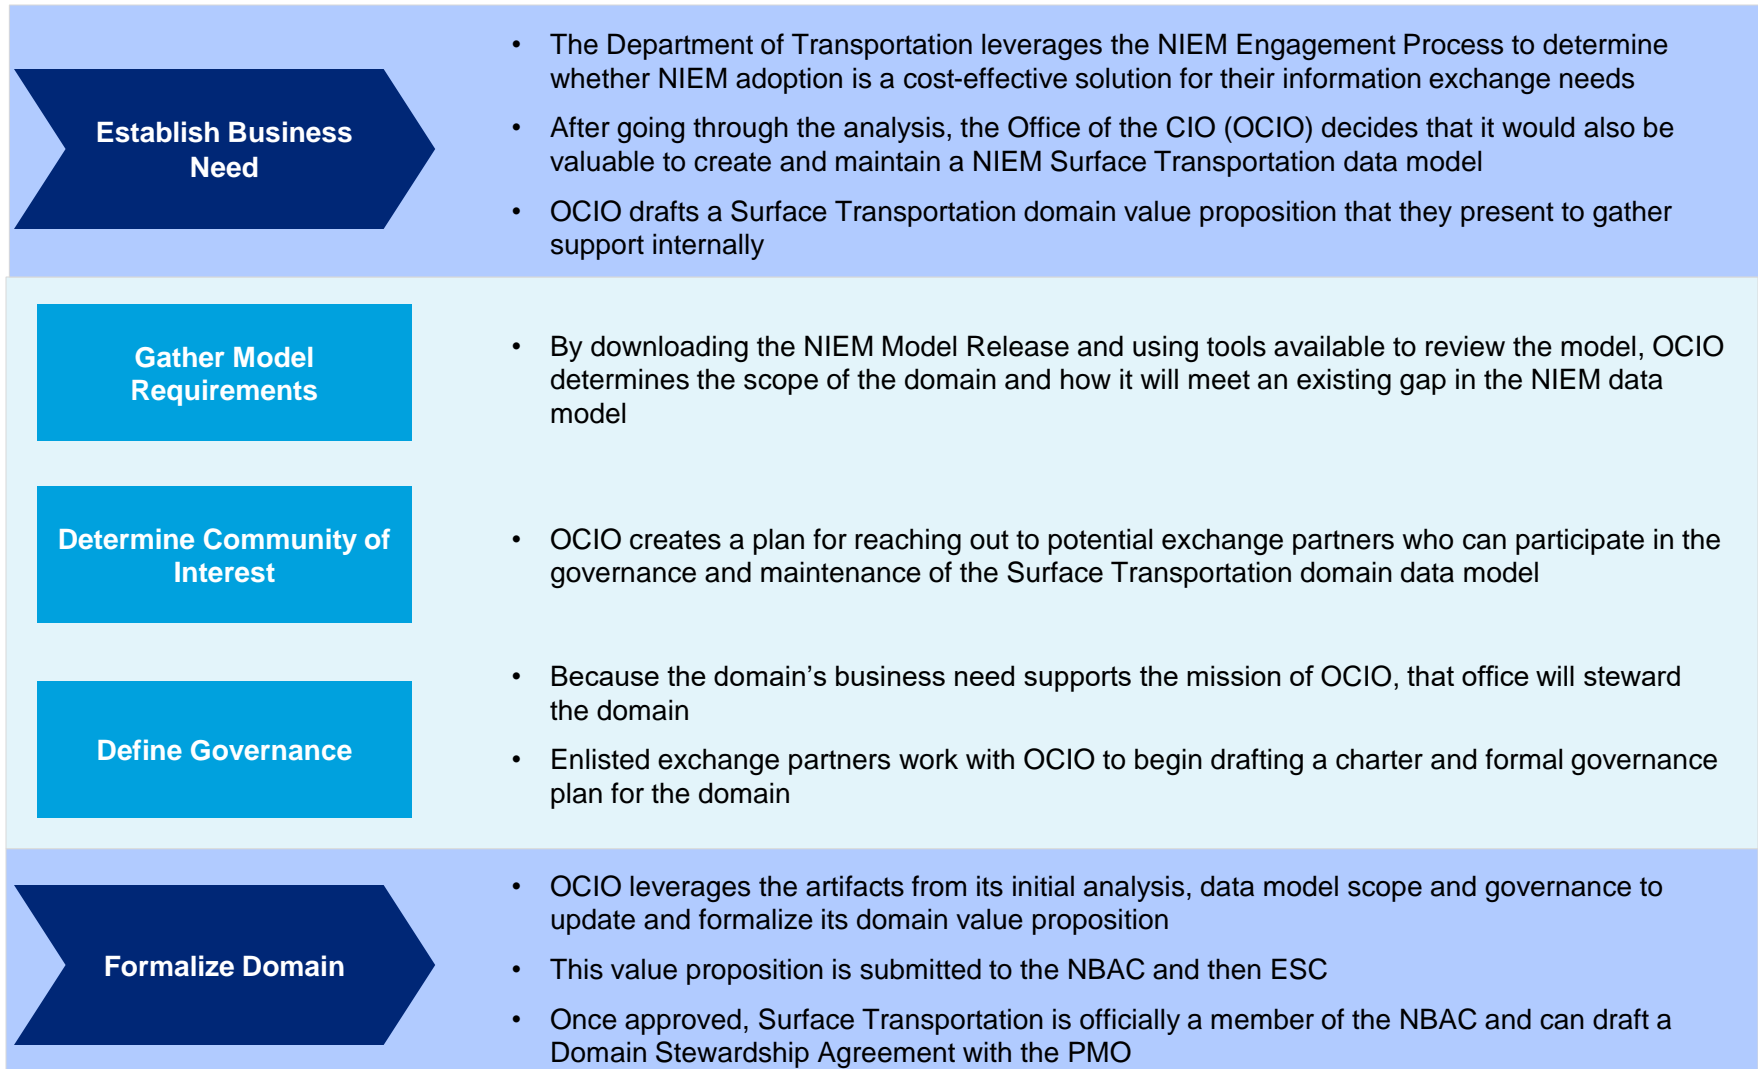 Establish Business
Need
• The Department of Transportation leverages the NIEM Engagement Process to determine
whether NIEM adoption is a cost-effective solution for their information exchange needs
• After going through the analysis, the Office of the CIO (OCIO) decides that it would also be
valuable to create and maintain a NIEM Surface Transportation data model
• OCIO drafts a Surface Transportation domain value proposition that they present to gather
support internally
Gather Model
Requirements
• By downloading the NIEM Model Release and using tools available to review the model, OCIO
determines the scope of the domain and how it will meet an existing gap in the NIEM data
model
Determine Community of
Interest
• OCIO creates a plan for reaching out to potential exchange partners who can participate in the
governance and maintenance of the Surface Transportation domain data model
Define Governance
• Because the domain’s business need supports the mission of OCIO, that office will steward
the domain
• Enlisted exchange partners work with OCIO to begin drafting a charter and formal governance
plan for the domain
Formalize Domain
• OCIO leverages the artifacts from its initial analysis, data model scope and governance to
update and formalize its domain value proposition
• This value proposition is submitted to the NBAC and then ESC
• Once approved, Surface Transportation is officially a member of the NBAC and can draft a
Domain Stewardship Agreement with the PMO